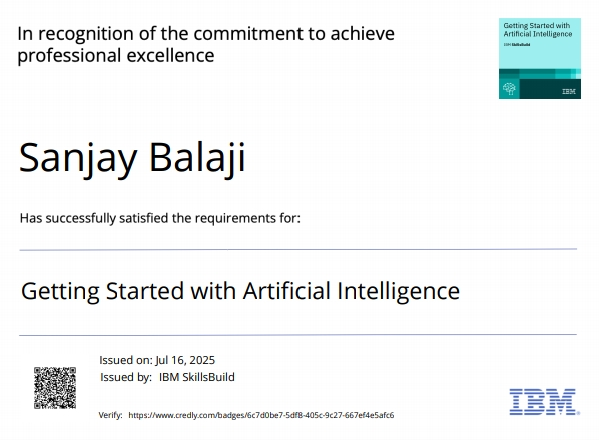 In recognition of the commitment to achieve
professional excellence
Getting Started with
Artificial Intelligence
IBM SkillsBuild
IBM
Sanjay Balaji
Has successfully satisfied the requirements for:
Getting Started with Artificial Intelligence
Issued on: Jul 16, 2025
Issued by: IBM SkillsBuild
Verify: https://www.credly.com/badges/6c7d0be7-5df8-405c-9c27-667ef4e5afc6
IBM